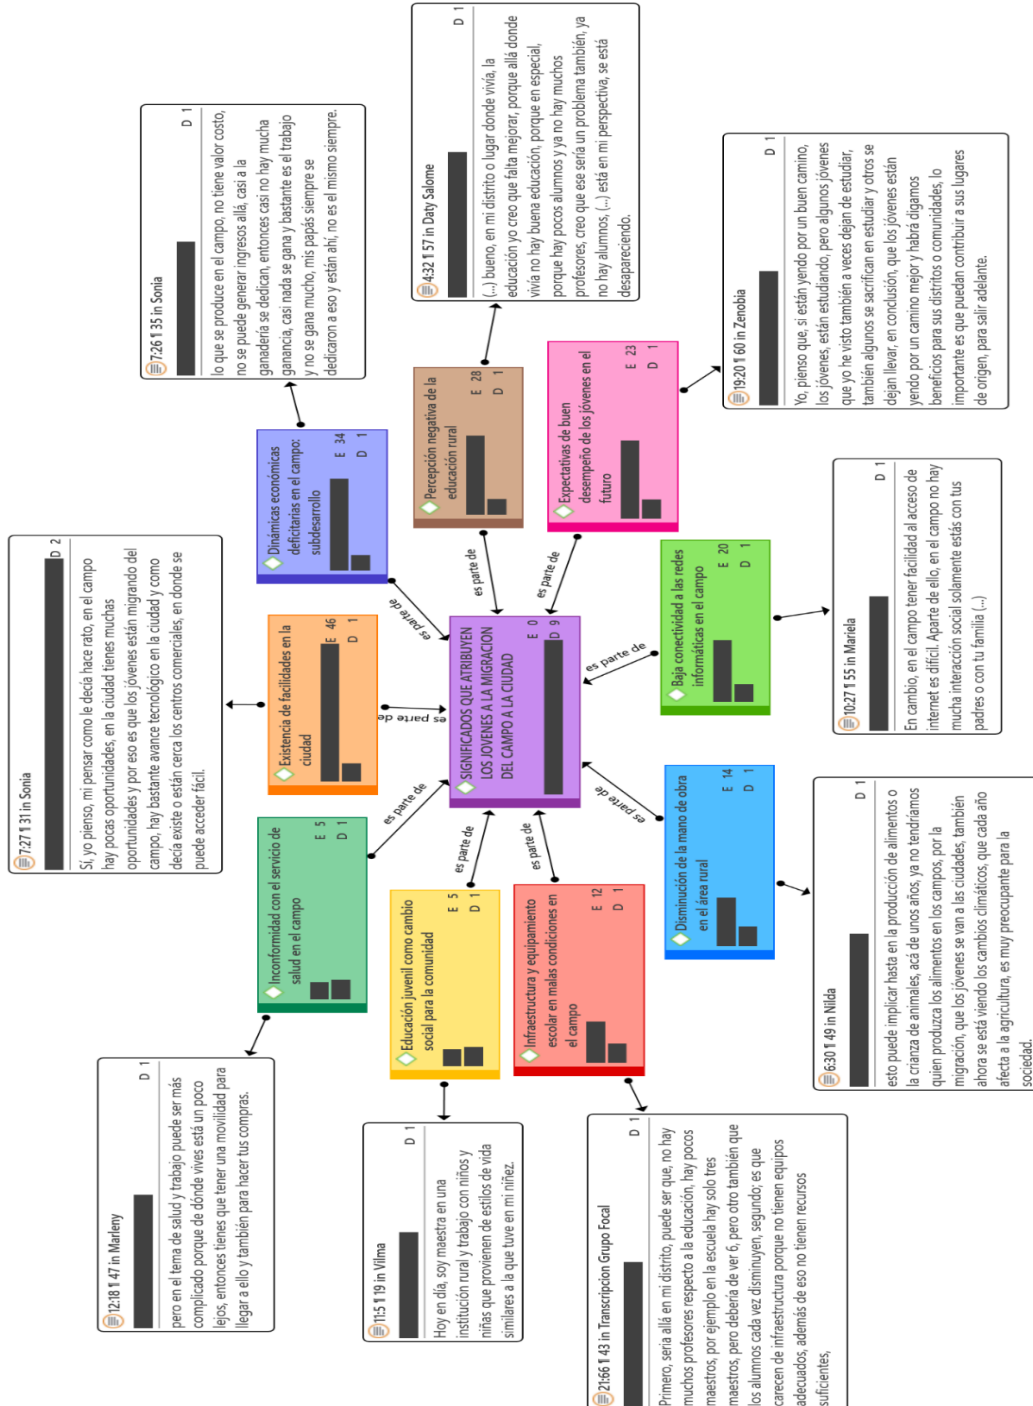 12:18 ¶ 47 in Marleny
D 1
pero en el tema de salud y trabajo puede ser más
complicado porque de dónde vives está un poco
lejos, entonces tienes que tener una movilidad para
llegar a ello y también para hacer tus compras.
7:27 ¶ 31 in Sonia
D 2
Sí, yo pienso, mi pensar como le decía hace rato, en el campo
hay pocas oportunidades, en la ciudad tienes muchas
oportunidades y por eso es que los jóvenes están migrando del
campo, hay bastante avance tecnológico en la ciudad y como
decía existe o están cerca los centros comerciales, en donde se
puede acceder fácil.
7:26 ¶ 35 in Sonia
D 1
lo que se produce en el campo, no tiene valor costo,
no se puede generar ingresos allá, casi a la
ganadería se dedican, entonces casi no hay mucha
ganancia, casi nada se gana y bastante es el trabajo
y no se gana mucho, mis papás siempre se
dedicaron a eso y están ahí, no es el mismo siempre.
Inconformidad con el servicio de
salud en el campo
E 5
D 1
Existencia de facilidades en la
ciudad
E 46
D 1
Dinámicas económicas
deficitarias en el campo:
subdesarrollo
E 34
D 1
es parte de
es parte de
es parte de
11:5 ¶ 19 in Vilma
D 1
Hoy en día, soy maestra en una
institución rural y trabajo con niños y
niñas que provienen de estilos de vida
similares a la que tuve en mi niñez.
Educación juvenil como cambio
social para la comunidad
E 5
D 1
es parte de
SIGNIFICADOS QUE ATRIBUYEN
LOS JOVENES A LA MIGRACION
DEL CAMPO A LA CIUDAD
E 0
D 9
es parte de
Percepción negativa de la
educación rural
E 28
D 1
4:32 ¶ 57 in Daty Salome
D 1
(...) bueno, en mi distrito o lugar donde vivía, la
educación yo creo que falta mejorar, porque allá donde
vivía no hay buena educación, porque en especial,
porque hay pocos alumnos y ya no hay muchos
profesores, creo que ese sería un problema también, ya
no hay alumnos, (...) está en mi perspectiva, se está
desapareciendo.
Infraestructura y equipamiento
escolar en malas condiciones en
el campo
E 12
D 1
es parte de
es parte de
es parte de
es parte de
Expectativas de buen
desempeño de los jóvenes en el
futuro
E 23
D 1
Disminución de la mano de obra
en el área rural
E 14
D 1
Baja conectividad a las redes
informáticas en el campo
E 20
D 1
21:66 ¶ 43 in Transcripcion Grupo Focal
D 1
Primero, seria allá en mi distrito, puede ser que, no hay
muchos profesores respecto a la educación, hay pocos
maestros, por ejemplo en la escuela hay solo tres
maestros, pero debería de ver 6, pero otro también que
los alumnos cada vez disminuyen, segundo; es que
carecen de infraestructura porque no tienen equipos
adecuados, además de eso no tienen recursos
suficientes,
6:30 ¶ 49 in Nilda
D 1
esto puede implicar hasta en la producción de alimentos o
la crianza de animales, acá de unos años, ya no tendríamos
quien produzca los alimentos en los campos, por la
migración, que los jóvenes se van a las ciudades, también
ahora se está viendo los cambios climáticos, que cada año
afecta a la agricultura, es muy preocupante para la
sociedad.
10:27 ¶ 55 in Mariela
D 1
En cambio, en el campo tener facilidad al acceso de
internet es difícil. Aparte de ello, en el campo no hay
mucha interacción social solamente estás con tus
padres o con tu familia (...)
19:20 ¶ 60 in Zenobia
D 1
Yo, pienso que, si están yendo por un buen camino,
los jóvenes, están estudiando, pero algunos jóvenes
que yo he visto también a veces dejan de estudiar,
también algunos se sacrifican en estudiar y otros se
dejan llevar, en conclusión, que los jóvenes están
yendo por un camino mejor y habrá digamos
beneficios para sus distritos o comunidades, lo
importante es que puedan contribuir a sus lugares
de origen, para salir adelante.